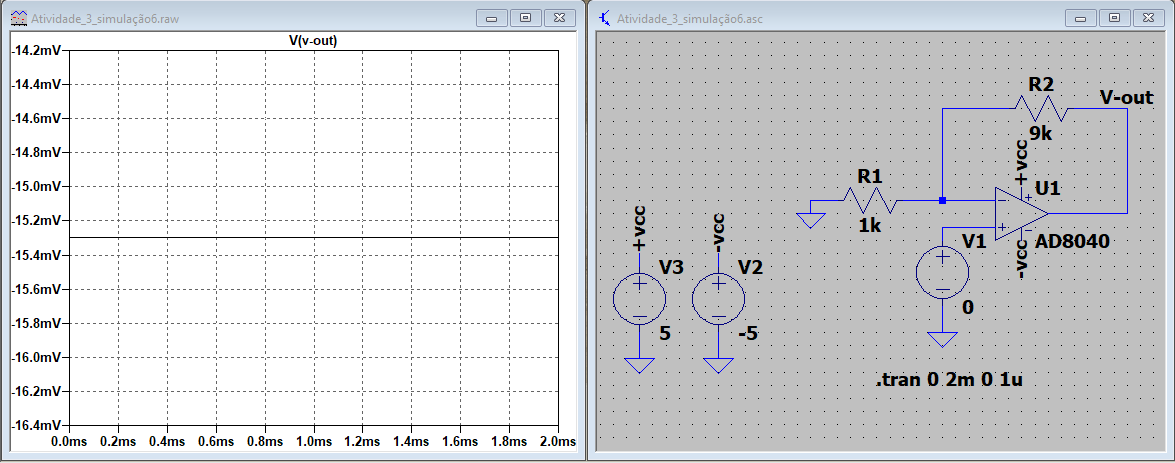 Atividade_3_simulação6.raw
V(v-out)
-14.2mV
-14.4mV
-14.6mV
-14.8mV
-15.0mV
-15.2mV
-15.4mV
-15.6mV
-15.8mV
-16.0mV
-16.2mV
-16.4mV
0.0ms 0.2ms 0.4ms 0.6ms 0.8ms 1.0ms 1.2ms 1.4ms 1.6ms 1.8ms 2.0ms
Atividade_3_simulação6.asc
R2
V-out
9k
+vcc
R1
U1
1k
+vcc
-vcc
V1
AD8040
-vcc
V3
V2
0
5
-5
.tran 0 2m 0 1u